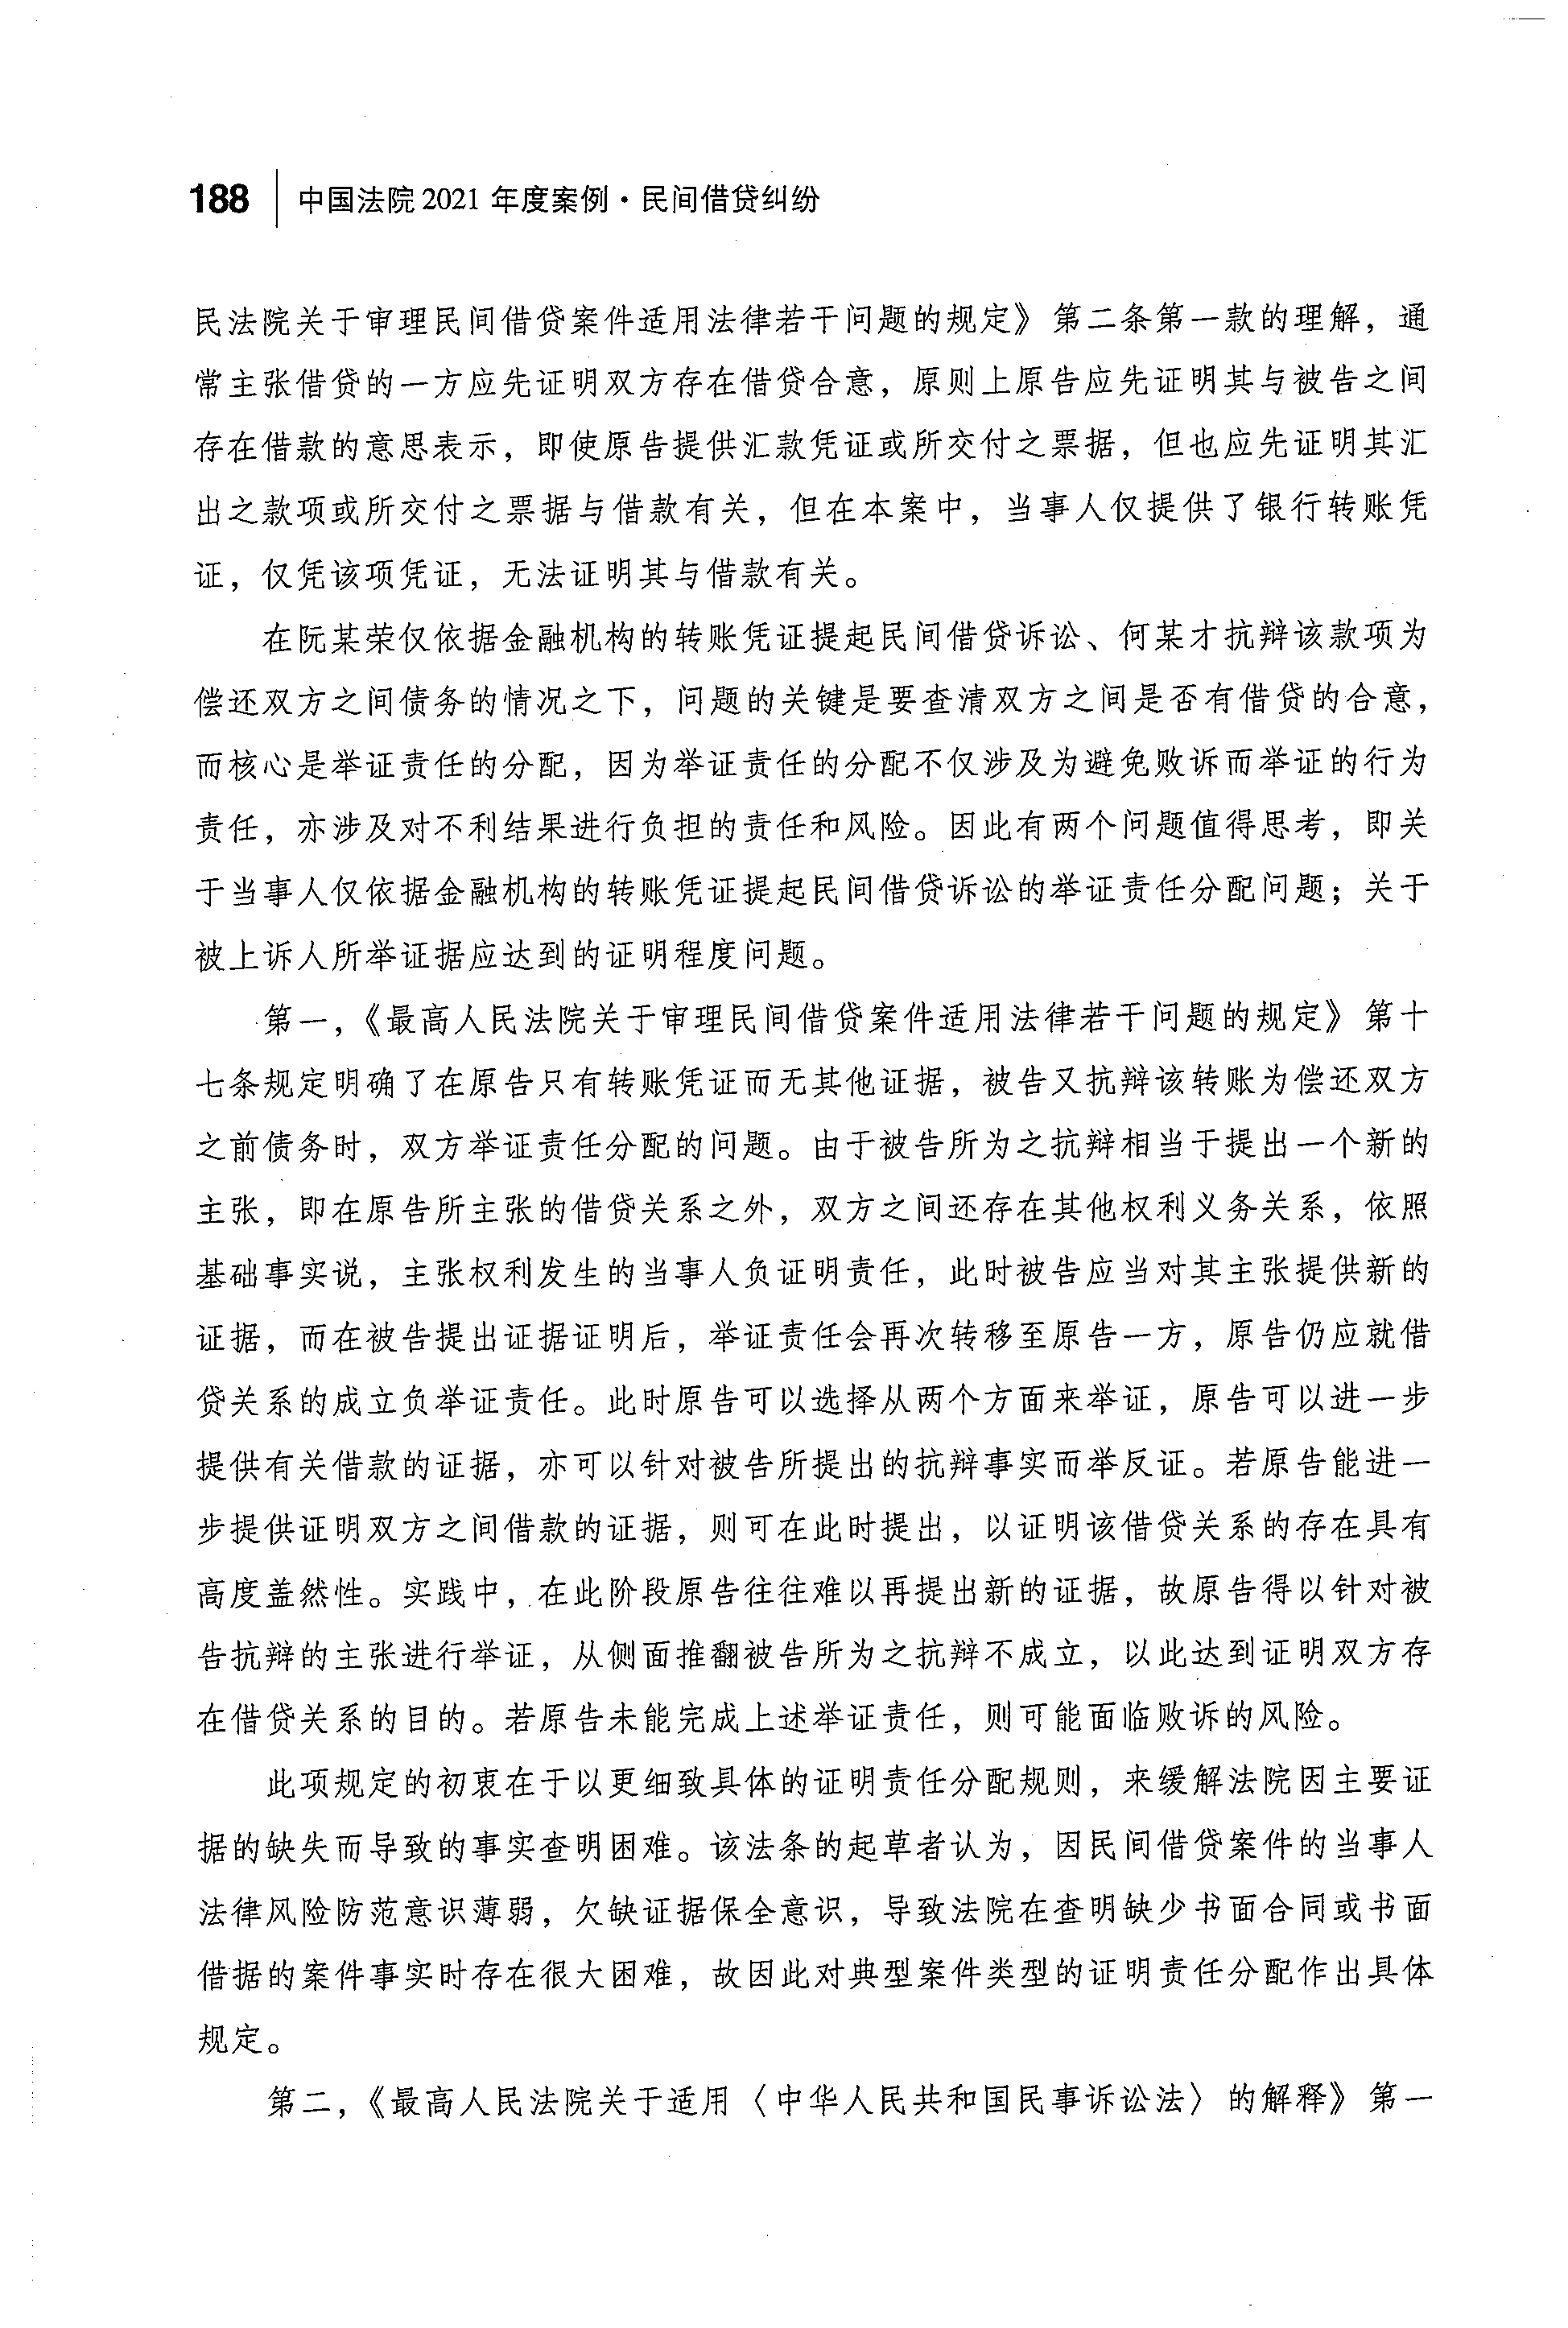 188 中国法院2021年度案例·民间借贷纠纷
民法院关于审理民间借贷案件适用法律若干问题的规定》第二条第一款的理解，通
常主张借贷的一方应先证明双方存在借贷合意，原则上原告应先证明其与被告之间
存在借款的意思表示，即使原告提供汇款凭证或所交付之票据，但也应先证明其汇
出之款项或所交付之票据与借款有关，但在本案中，当事人仅提供了银行转账凭
证，仅凭该项凭证，无法证明其与借款有关。
在阮某荣仅依据金融机构的转账凭证提起民间借贷诉讼、何某才抗辩该款项为
偿还双方之间债务的情况之下，问题的关键是要查清双方之间是否有借贷的合意，
而核心是举证责任的分配，因为举证责任的分配不仅涉及为避免败诉而举证的行为
责任，亦涉及对不利结果进行负担的责任和风险。因此有两个问题值得思考，即关
于当事人仅依据金融机构的转账凭证提起民间借贷诉讼的举证责任分配问题；关于
被上诉人所举证据应达到的证明程度问题。
第一，《最高人民法院关于审理民间借贷案件适用法律若干问题的规定》第十
七条规定明确了在原告只有转账凭证而无其他证据，被告又抗辩该转账为偿还双方
之前债务时，双方举证责任分配的问题。由于被告所为之抗辩相当于提出一个新的
主张，即在原告所主张的借贷关系之外，双方之间还存在其他权利义务关系，依照
基础事实说，主张权利发生的当事人负证明责任，此时被告应当对其主张提供新的
证据，而在被告提出证据证明后，举证责任会再次转移至原告一方，原告仍应就借
贷关系的成立负举证责任。此时原告可以选择从两个方面来举证，原告可以进一步
提供有关借款的证据，亦可以针对被告所提出的抗辩事实而举反证。若原告能进一
步提供证明双方之间借款的证据，则可在此时提出，以证明该借贷关系的存在具有
高度盖然性。实践中，在此阶段原告往往难以再提出新的证据，故原告得以针对被
告抗辩的主张进行举证，从侧面推翻被告所为之抗辩不成立，以此达到证明双方存
在借贷关系的目的。若原告未能完成上述举证责任，则可能面临败诉的风险。
此项规定的初衷在于以更细致具体的证明责任分配规则，来缓解法院因主要证
据的缺失而导致的事实查明困难。该法条的起草者认为，因民间借贷案件的当事人
法律风险防范意识薄弱，欠缺证据保全意识，导致法院在查明缺少书面合同或书面
借据的案件事实时存在很大困难，故因此对典型案件类型的证明责任分配作出具体
规定。
第二，《最高人民法院关于适用〈中华人民共和国民事诉讼法〉的解释》第一